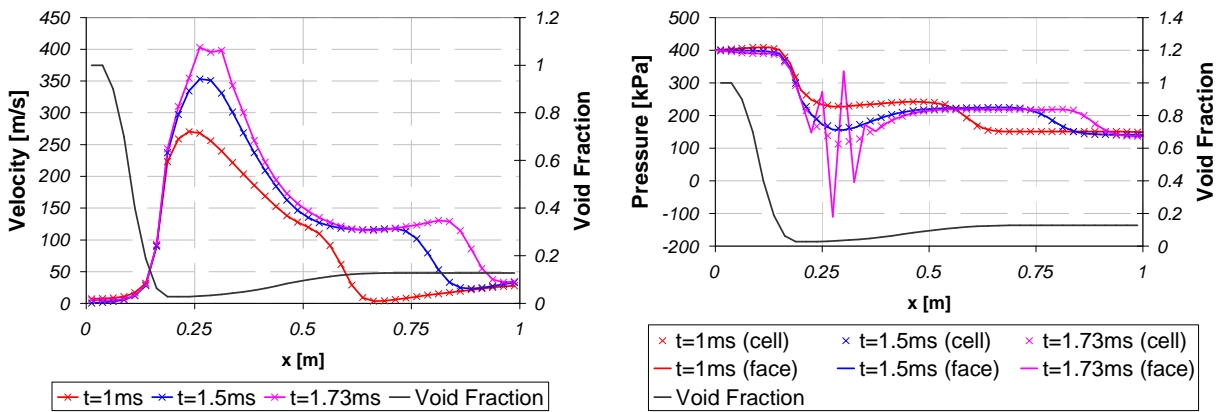 450
400
350
300
250
200
150
100
50
0
Velocity [m/s]
1.2
1
0.8
0.6
0.4
0.2
0
Void Fraction
0 0.25 0.5 0.75 1
x [m]
t=1ms t=1.5ms t=1.73ms Void Fraction
500
400
300
200
100
0
-100
-200
Pressure [kPa]
1.4
1.2
1
0.8
0.6
0.4
0.2
0
Void Fraction
0 0.25 0.5 0.75 1
x [m]
t=1ms (cell) t=1.5ms (cell) t=1.73ms (cell)
t=1ms (face) t=1.5ms (face) t=1.73ms (face)
Void Fraction